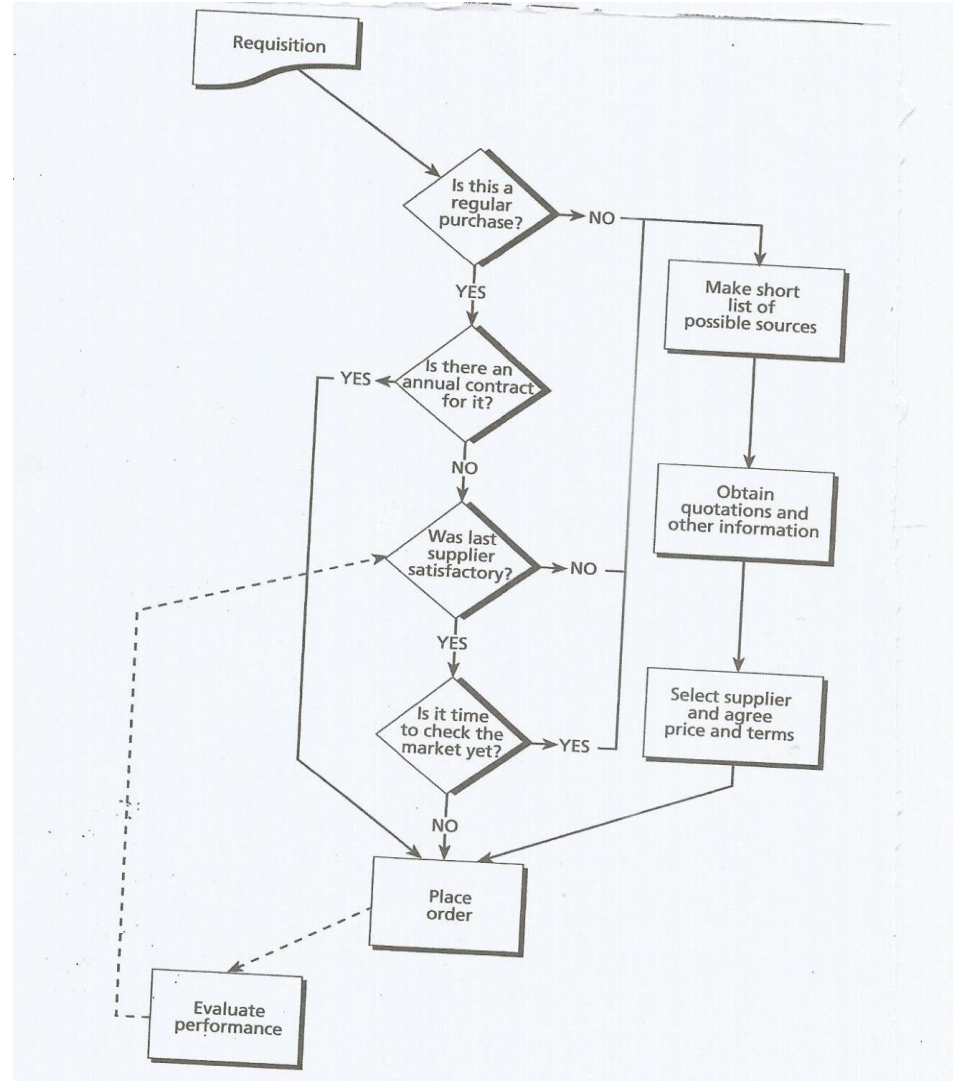 Requisition
Is this a
regular
purchase?
NO
YES
Make short
list of
possible sources
Is there an
annual contract
for it?
YES
NO
Obtain
quotations and
other information
Was last
supplier
satisfactory?
NO
YES
Select supplier
and agree
price and terms
Is it time
to check the
market yet?
YES
NO
Place
order
Evaluate
performance